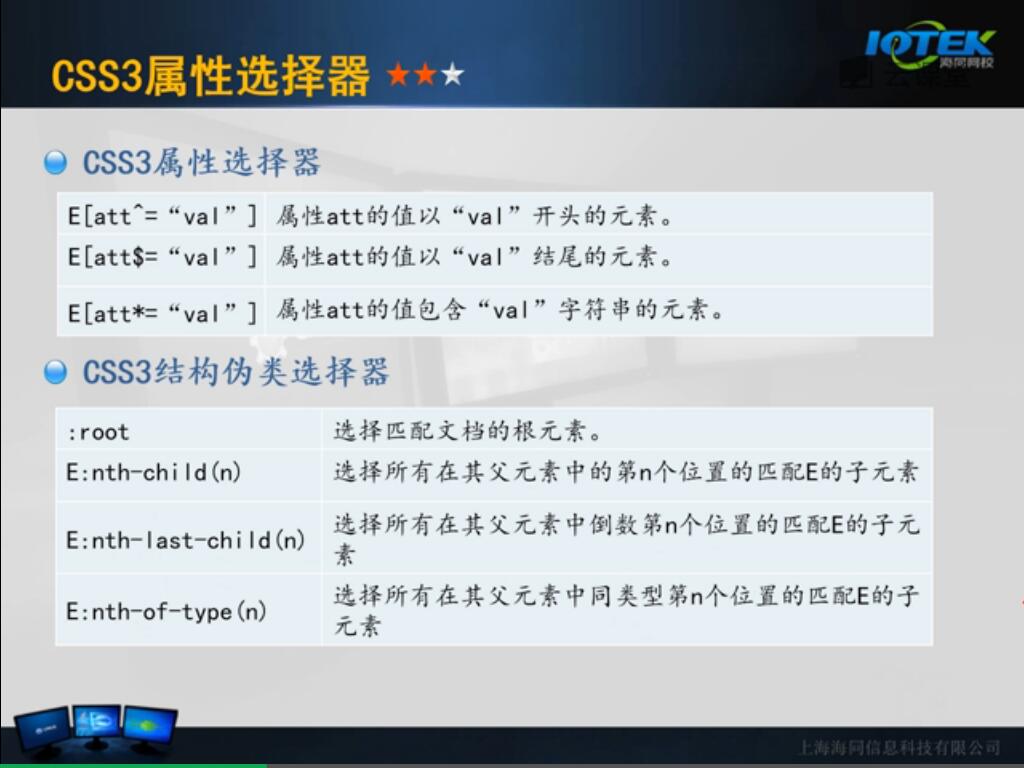 CSS3属性选择器
IOTEK
海同网校
云课堂
CSS3属性选择器
E[att^=“val”] 属性att的值以“val”开头的元素。
E[att$=“val”] 属性att的值以“val”结尾的元素。
E[att*=“val”] 属性att的值包含“val”字符串的元素。
CSS3结构伪类选择器
:root 选择匹配文档的根元素。
E:nth-child(n) 选择所有在其父元素中的第n个位置的匹配E的子元素
E:nth-last-child(n) 选择所有在其父元素中倒数第n个位置的匹配E的子元
素
E:nth-of-type(n) 选择所有在其父元素中同类型第n个位置的匹配E的子
元素
上海海同信息科技有限公司